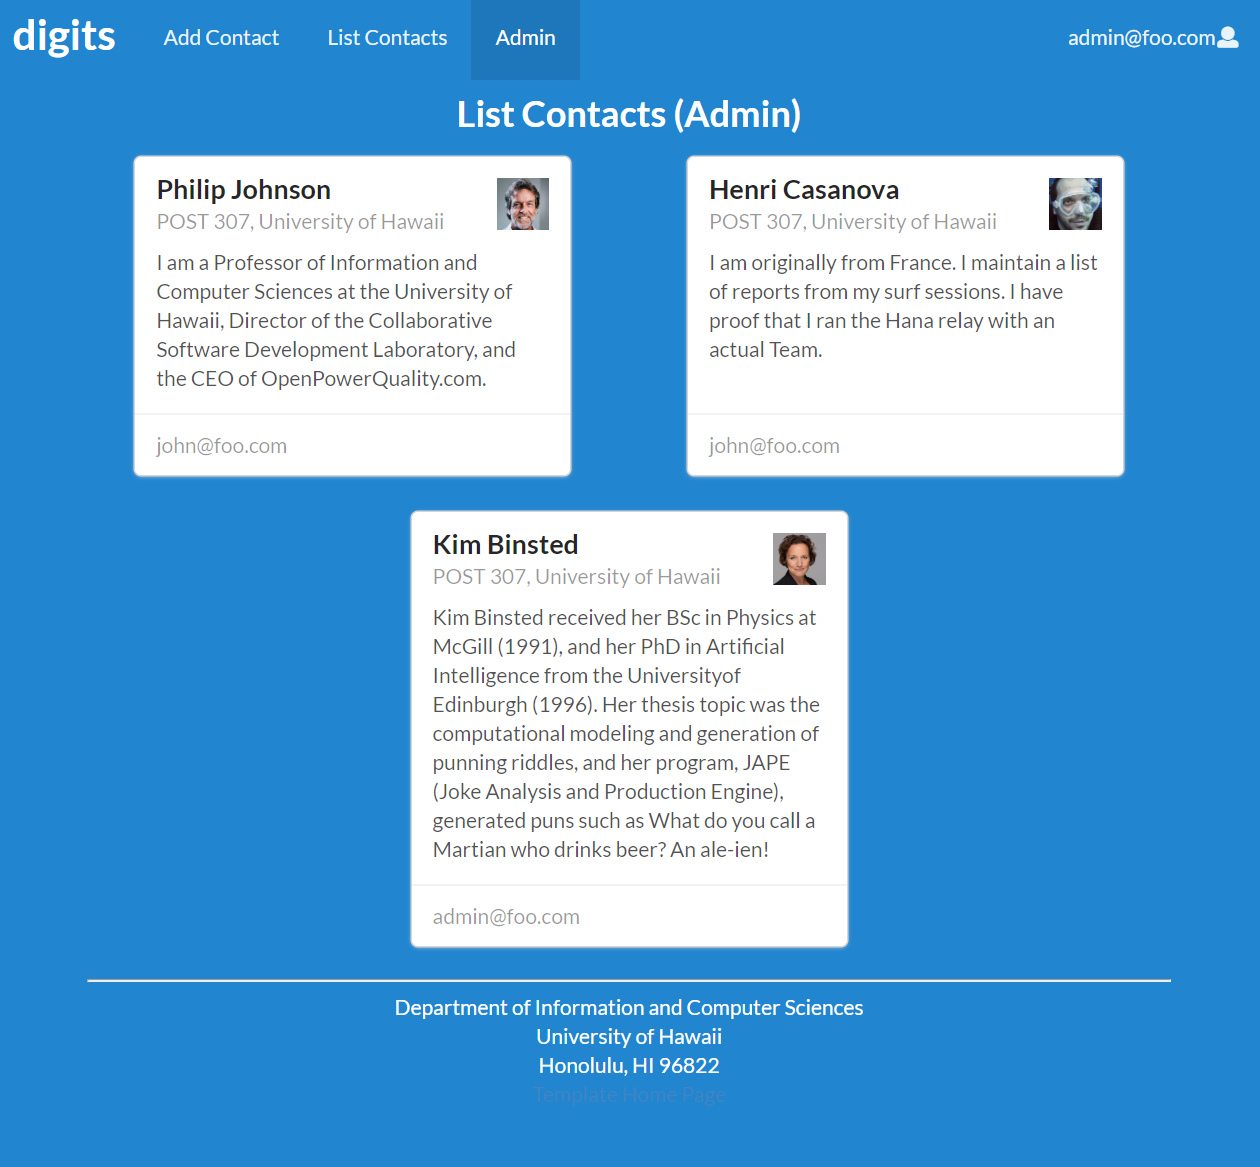 digits
Add Contact
List Contacts
Admin
admin@foo.com
List Contacts (Admin)
Philip Johnson
POST 307, University of Hawaii
I am a Professor of Information and
Computer Sciences at the University of
Hawaii, Director of the Collaborative
Software Development Laboratory, and
the CEO of OpenPowerQuality.com.
john@foo.com
Henri Casanova
POST 307, University of Hawaii
I am originally from France. I maintain a list
of reports from my surf sessions. I have
proof that I ran the Hana relay with an
actual Team.
john@foo.com
Kim Binsted
POST 307, University of Hawaii
Kim Binsted received her BSc in Physics at
McGill (1991), and her PhD in Artificial
Intelligence from the Universityof
Edinburgh (1996). Her thesis topic was the
computational modeling and generation of
punning riddles, and her program, JAPE
(Joke Analysis and Production Engine),
generated puns such as What do you call a
Martian who drinks beer? An ale-ien!
admin@foo.com
Department of Information and Computer Sciences
University of Hawaii
Honolulu, HI 96822
Template Home Page